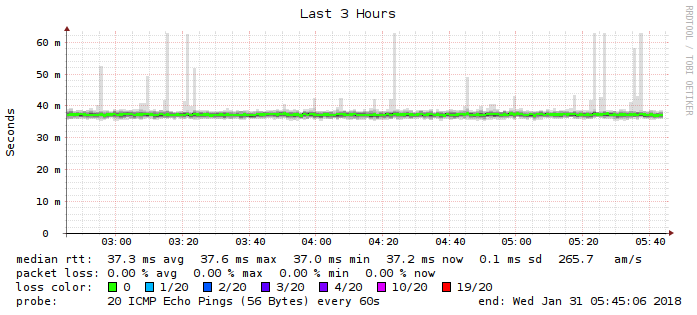 Last 3 Hours
RRDTOOL / TOBI OETIKER
Seconds
60 m
50 m
40 m
30 m
20 m
10 m
0
03:00 03:20 03:40 04:00 04:20 04:40 05:00 05:20 05:40
median rtt: 37.3 ms avg 37.6 ms max 37.0 ms min 37.2 ms now 0.1 ms sd 265.7 am/s
packet loss: 0.00 % avg 0.00 % max 0.00 % min 0.00 % now
loss color: 0 1/20 2/20 3/20 4/20 10/20 19/20
probe: 20 ICMP Echo Pings (56 Bytes) every 60s end: Wed Jan 31 05:45:06 2018